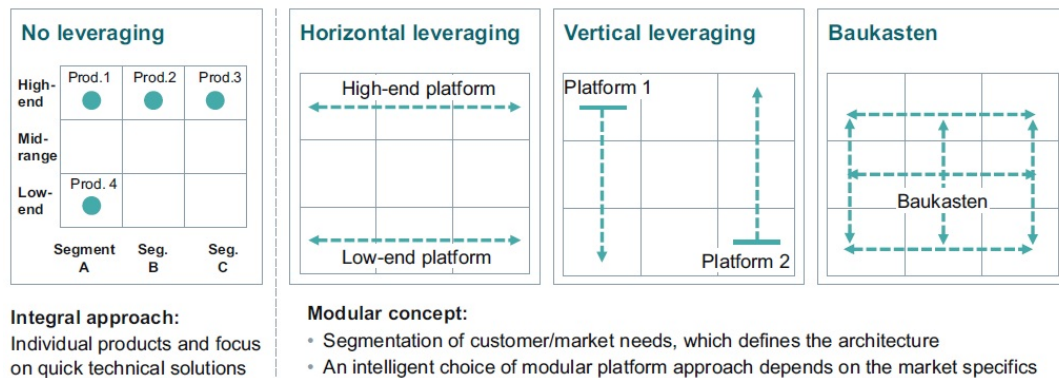 No leveraging
High-
end
Prod.1
Prod.2
Prod.3
Mid-
range
Low-
end
Prod. 4
Segment
A
Seg.
B
Seg.
C
Horizontal leveraging
High-end platform
Low-end platform
Vertical leveraging
Platform 1
Platform 2
Baukasten
Baukasten
Integral approach:
Individual products and focus
on quick technical solutions
Modular concept:
• Segmentation of customer/market needs, which defines the architecture
• An intelligent choice of modular platform approach depends on the market specifics